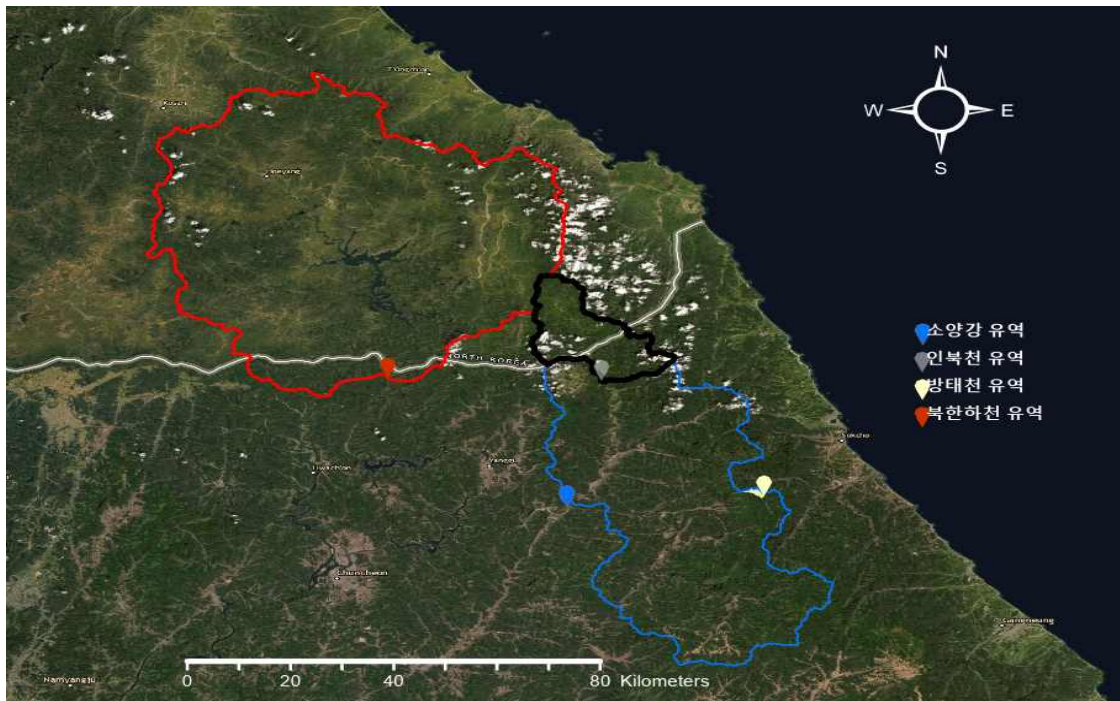 N
W
E
S
NORTH KOREA
소양강 유역
인북천 유역
방태천 유역
북한하천 유역
Chuncheon
Namyangju
0
20
40
80
Kilometers